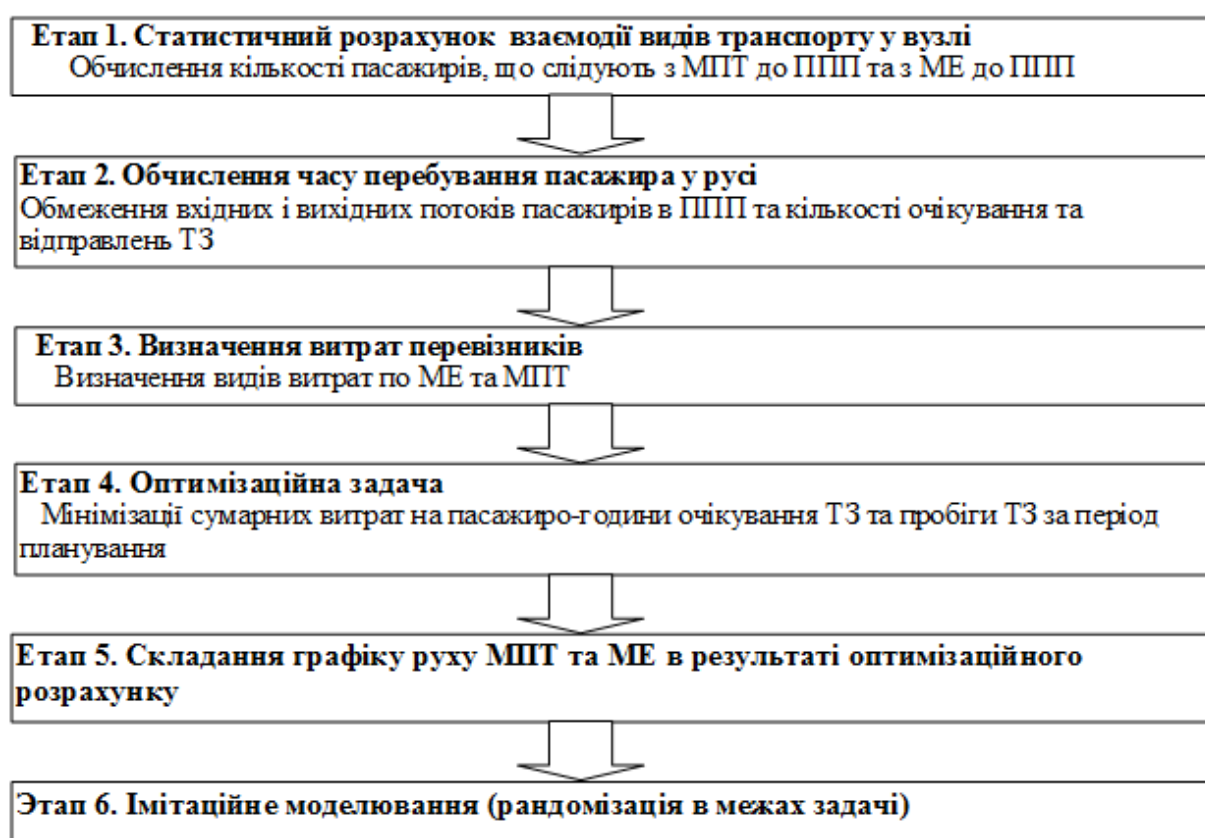 Етап 1. Статистичний розрахунок взаємодії видів транспорту у вузлі
Обчислення кількості пасажирів, що слідують з МПТ до ППП та з МЕ до ППП
Етап 2. Обчислення часу перебування пасажира у русі
Обмеження вхідних і вихідних потоків пасажирів в ППП та кількості очікування та
відправлень ТЗ
Етап 3. Визначення витрат перевізників
Визначення видів витрат по МЕ та МПТ
Етап 4. Оптимізаційна задача
Мінімізації сумарних витрат на пасажиро-години очікування ТЗ та пробіги ТЗ за період
планування
Етап 5. Складання графіку руху МПТ та МЕ в результаті оптимізаційного
розрахунку
Этап 6. Імітаційне моделювання (рандомізація в межах задачі)